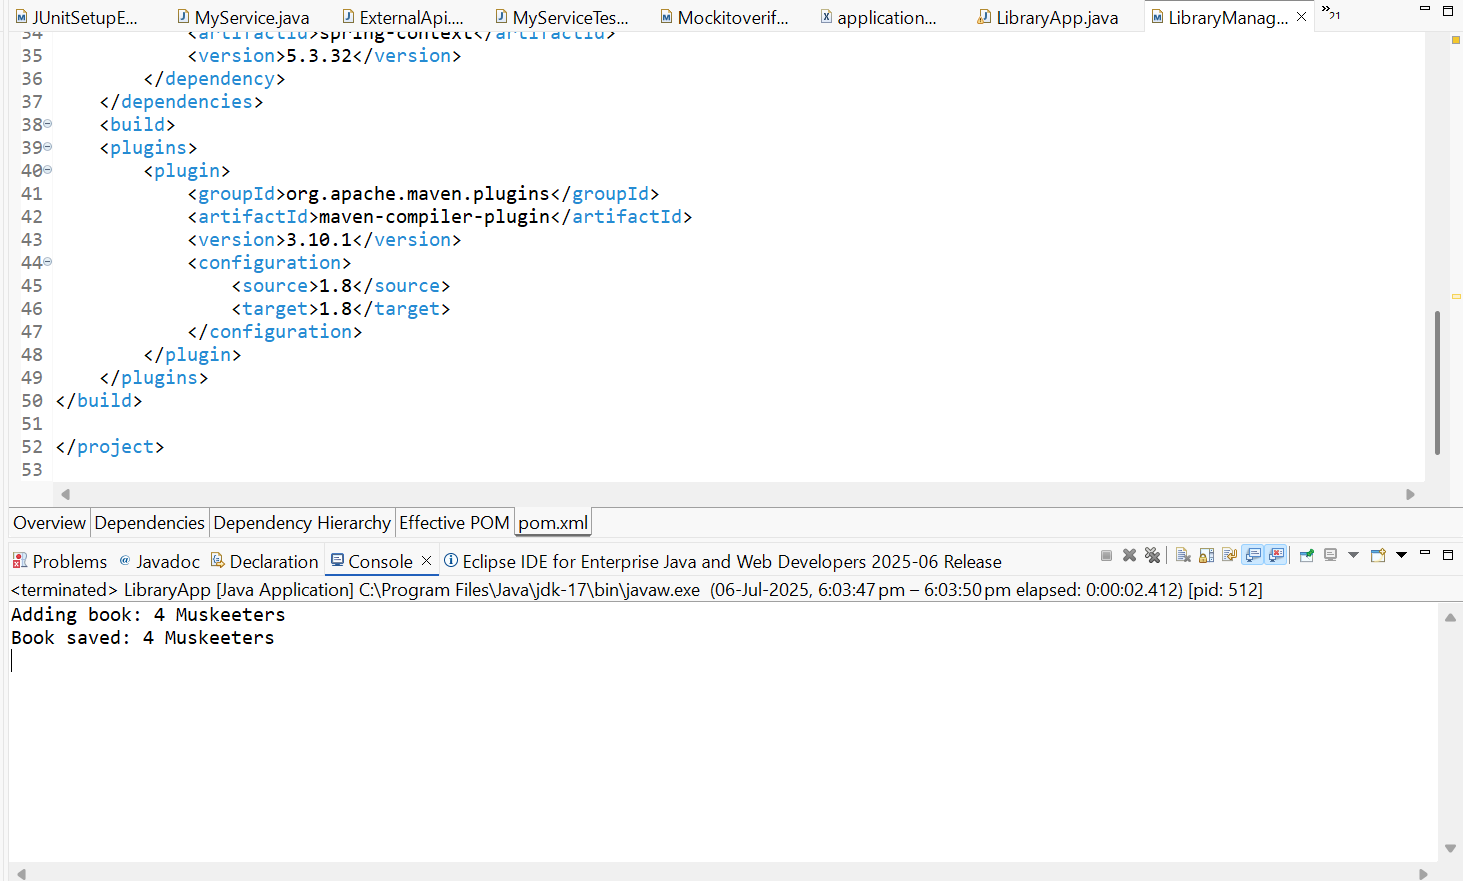 JUnitSetupE... MyService.java ExternalApi.... MyServiceTes... Mockitoverif... application... LibraryApp.java LibraryManag... »21
34 <artifactId>spring-context</artifactId>
35 <version>5.3.32</version>
36 </dependency>
37 </dependencies>
38 <build>
39 <plugins>
40 <plugin>
41 <groupId>org.apache.maven.plugins</groupId>
42 <artifactId>maven-compiler-plugin</artifactId>
43 <version>3.10.1</version>
44 <configuration>
45 <source>1.8</source>
46 <target>1.8</target>
47 </configuration>
48 </plugin>
49 </plugins>
50 </build>
51
52 </project>
53
Overview Dependencies Dependency Hierarchy Effective POM pom.xml
Problems Javadoc Declaration Console Eclipse IDE for Enterprise Java and Web Developers 2025-06 Release
<terminated> LibraryApp [Java Application] C:\Program Files\Java\jdk-17\bin\javaw.exe (06-Jul-2025, 6:03:47 pm – 6:03:50 pm elapsed: 0:00:02.412) [pid: 512]
Adding book: 4 Muskeeters
Book saved: 4 Muskeeters